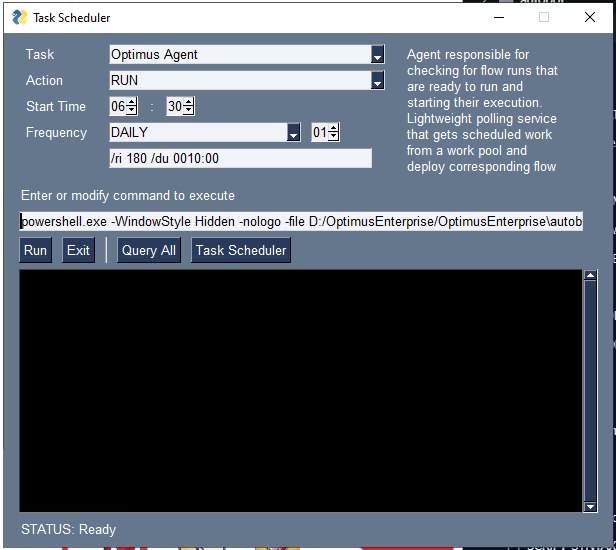 Task Scheduler
Task
Optimus Agent
Action
RUN
Start Time
06 : 30
Frequency
DAILY
01
/ri 180 /du 0010:00
Agent responsible for
checking for flow runs that
are ready to run and
starting their execution.
Lightweight polling service
that gets scheduled work
from a work pool and
deploy corresponding flow
Enter or modify command to execute
powershell.exe -WindowStyle Hidden -nologo -file D:/OptimusEnterprise/OptimusEnterprise\autob
Run Exit Query All Task Scheduler
STATUS: Ready